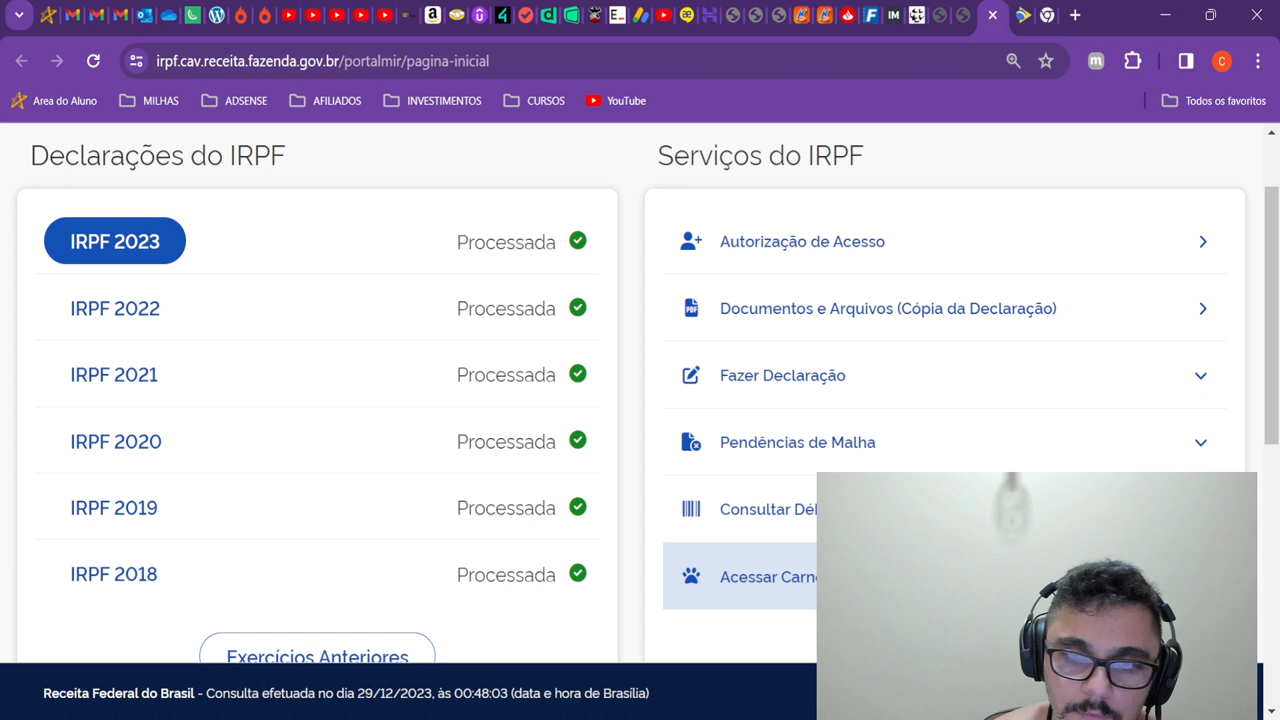 irpf.cav.receita.fazenda.gov.br/portalmir/pagina-inicial
Area do Aluno
MILHAS
ADSENSE
AFILIADOS
INVESTIMENTOS
CURSOS
YouTube
Todos os favoritos
Declarações do IRPF
IRPF 2023 Processada
IRPF 2022 Processada
IRPF 2021 Processada
IRPF 2020 Processada
IRPF 2019 Processada
IRPF 2018 Processada
Exercícios Anteriores
Serviços do IRPF
Autorização de Acesso
PDF Documentos e Arquivos (Cópia da Declaração)
Fazer Declaração
Pendências de Malha
Consultar
Acessar
Receita Federal do Brasil - Consulta efetuada no dia 29/12/2023, às 00:48:03 (data e hora de Brasília)